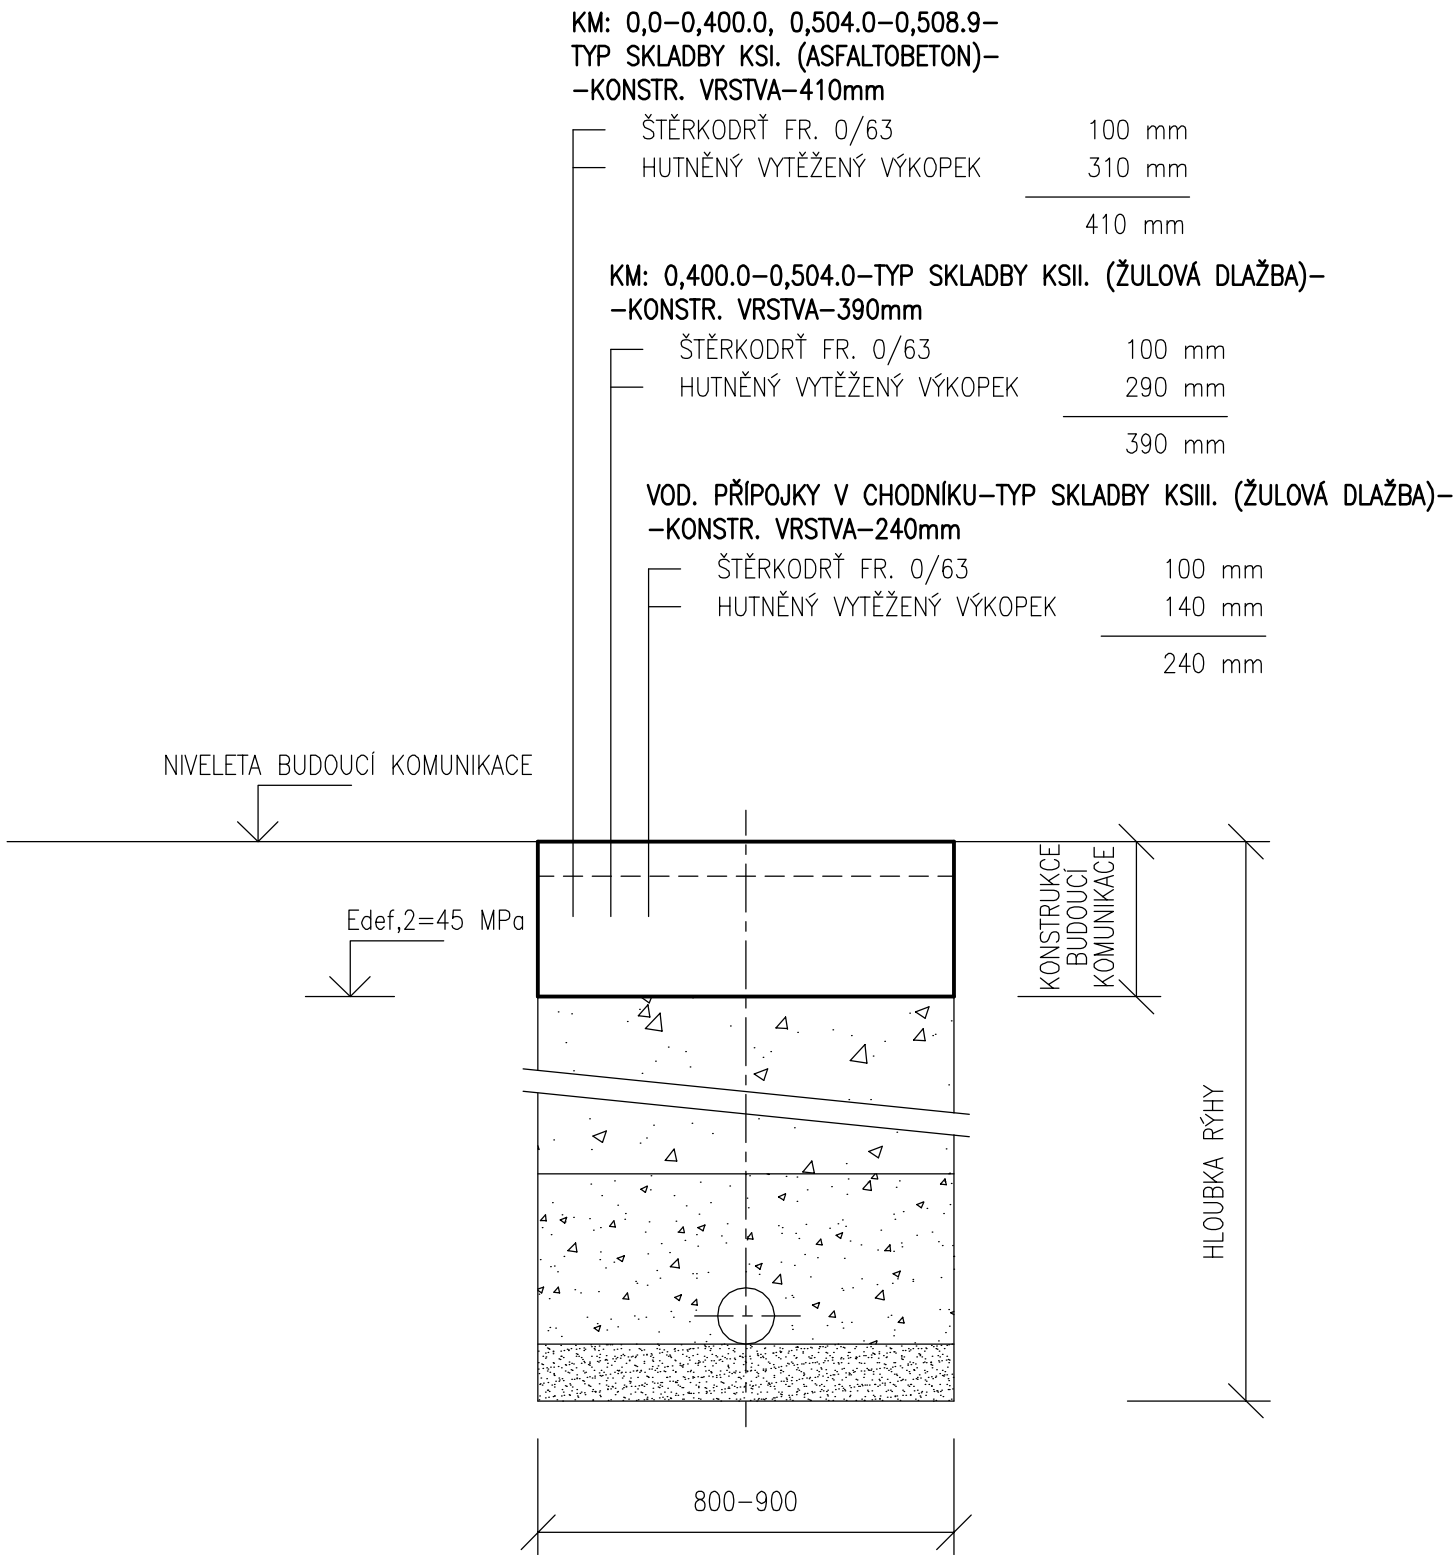 KM: 0,0-0,400.0, 0,504.0-0,508.9-
TYP SKLADBY KSI. (ASFALTOBETON)-
-KONSTR. VRSTVA-410mm
ŠTĚRKODRŤ FR. 0/63 100 mm
HUTNĚNÝ VYTĚŽENÝ VÝKOPEK 310 mm
410 mm
KM: 0,400.0-0,504.0-TYP SKLADBY KSII. (ŽULOVÁ DLAŽBA)-
-KONSTR. VRSTVA-390mm
ŠTĚRKODRŤ FR. 0/63 100 mm
HUTNĚNÝ VYTĚŽENÝ VÝKOPEK 290 mm
390 mm
VOD. PŘÍPOJKY V CHODNÍKU-TYP SKLADBY KSIII. (ŽULOVÁ DLAŽBA)-
-KONSTR. VRSTVA-240mm
ŠTĚRKODRŤ FR. 0/63 100 mm
HUTNĚNÝ VYTĚŽENÝ VÝKOPEK 140 mm
240 mm
NIVELETA BUDOUCÍ KOMUNIKACE
Edef,2=45 MPa
KONSTRUKCE
BUDOUCÍ
KOMUNIKACE
HLOUBKA RÝHY
800-900